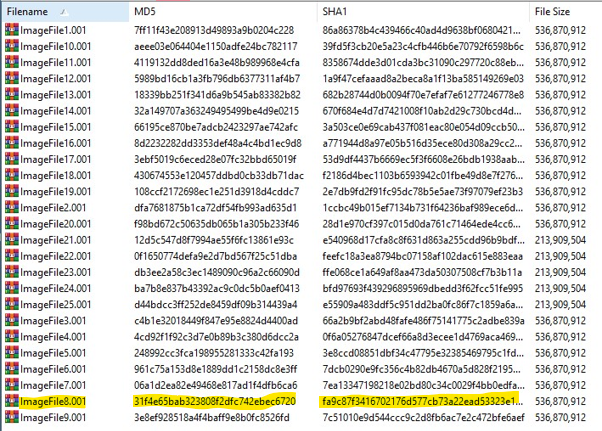 Filename MD5 SHA1 File Size
ImageFile1.001 7ff11f43e208913d49893a9b0204c228 86a86378b4c439466c40ad4d9638bf0680421... 536,870,912
ImageFile10.001 aeee03e064404e1150adfe24bc782117 39fd5f3cb20e5a23c4cfb446b6e70792f6598b6c 536,870,912
ImageFile11.001 4119132dd8ded16a3e48b989968e4cfa 8358674dde3d01cda3bc31090c297720c88eb... 536,870,912
ImageFile12.001 5989bd16cb1a3fb796db6377311af4b7 1a9f47cefaaad8a2beca8a1f13ba585149269e03 536,870,912
ImageFile13.001 18339bb251f341d6a9b545ab83382b82 682b28744d0b0094f70e7efaf7e61277246778e8 536,870,912
ImageFile14.001 32a149707a363249495499be4d9e0215 670f684e4d7d7421008f10ab2d29c730bcd4d... 536,870,912
ImageFile15.001 66195ce870be7adcb2423297ae742afc 3a503ce0e69cab437f081eac80e054d09ccb50... 536,870,912
ImageFile16.001 8d2232282dd3353def48a4c4bd1ec9d8 a771944d8a97e05b516d35ece80d308a29cc2... 536,870,912
ImageFile17.001 3ebf5019c6eced28e07fc32bbd65019f 53d9df4437b6669ec5f3f6608e26bdb1938aab... 536,870,912
ImageFile18.001 430674553e120457ddbd0cb33db71dac f2186d4bec1103b6593942c01fbe49d8e7f276... 536,870,912
ImageFile19.001 108ccf2172698ec1e251d3918d4cddc7 2e7db9fd2f91fc95dc78b5e5ae73f97079ef23b3 536,870,912
ImageFile2.001 dfa7681875b1ca72df54fb993ad635d1 1ccbc49b015ef7134b731f64236baf989ece6d... 536,870,912
ImageFile20.001 f98bd672c50635db065b1a305b233f46 28d1e970cf397c015d0da761c71464ede4cc6... 536,870,912
ImageFile21.001 12d5c547d8f7994ae55f6fc13861e93c e540968d17cfa8c8f631d863a255cdd96b9bdf... 213,909,504
ImageFile22.001 0f1650774defa9e2d7bd567f25c51dba feefc18a3ea8794bc07158af102dac615e883eaa 213,909,504
ImageFile23.001 db3ee2a58c3ec1489090c96a2c66090d ffe068ce1a649af8aa473da50307508cf7b3b11a 213,909,504
ImageFile24.001 ba7b8e837b43392ac9c0dc5b0aef0413 bfd97693f439296895969dbedd3f62fcc51fe995 213,909,504
ImageFile25.001 d44bdcc3ff252de8459df09b314439a4 e55909a483ddf5c951dd2ba0fc86f7c1859a6a... 213,909,504
ImageFile3.001 c4b1e32018449f847e95e8824d4400ad 66a2b9bf2abd48fafe486f75141775c2adbe839a 536,870,912
ImageFile4.001 4cd92f1f92c3d7e0b89b3c380d6dcc2a 0f6a05276847dcef66a8d3ecee1d4769aca469... 536,870,912
ImageFile5.001 248992cc3fca198955281333c42fa193 3e8ccd08851dbf34c47795e32385469795c1fd... 536,870,912
ImageFile6.001 961c75a153d8e1889dd1c2158dc8e3ff 7dcb0290e9fc356c4b82db4670a5d828f2195... 536,870,912
ImageFile7.001 06a1d2ea82e49468e817ad1f4dfb6ca6 7ea13347198218e02bd80c34c0029f4bb0edfa... 536,870,912
ImageFile8.001 31f4e65bab323808f2dfc742ebec6720 fa9c87f3416702176d577cb73a22ead53323e1... 536,870,912
ImageFile9.001 3e8ef928518a4f4baff9e8b0fc8526fd 7c51010e9d544ccc9c2d8fb6ac7e2c472bfe6aef 536,870,912